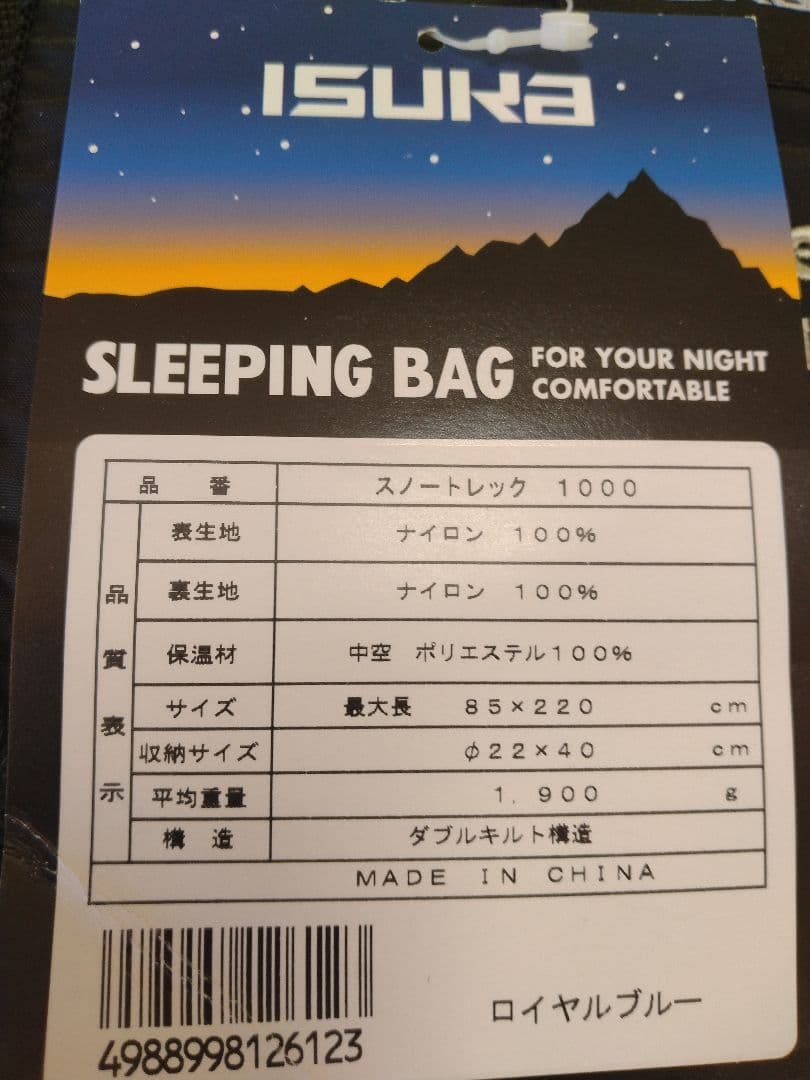 ISUKA
SLEEPING BAG FOR YOUR NIGHT
COMFORTABLE
品 番 スノートレック 1000
品質表示
表生地 ナイロン 100%
裏生地 ナイロン 100%
保温材 中空 ポリエステル100%
サイズ 最大長 85×220 cm
収納サイズ φ22×40 cm
平均重量 1,900 g
構 造 ダブルキルト構造
MADE IN CHINA
4988998126123
ロイヤルブルー